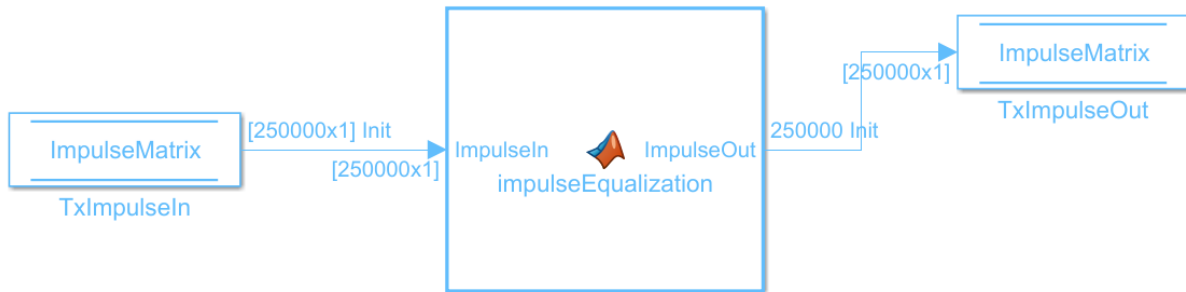 ImpulseMatrix
TxImpulseIn
[250000x1] Init
[250000x1]
ImpulseIn
ImpulseOut
impulseEqualization
250000 Init
[250000x1]
ImpulseMatrix
TxImpulseOut